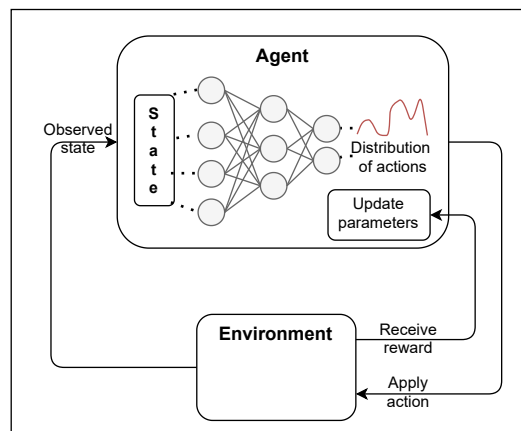 Agent
S
t
a
t
e
Observed
state
Distribution
of actions
Update
parameters
Environment
Receive
reward
Apply
action